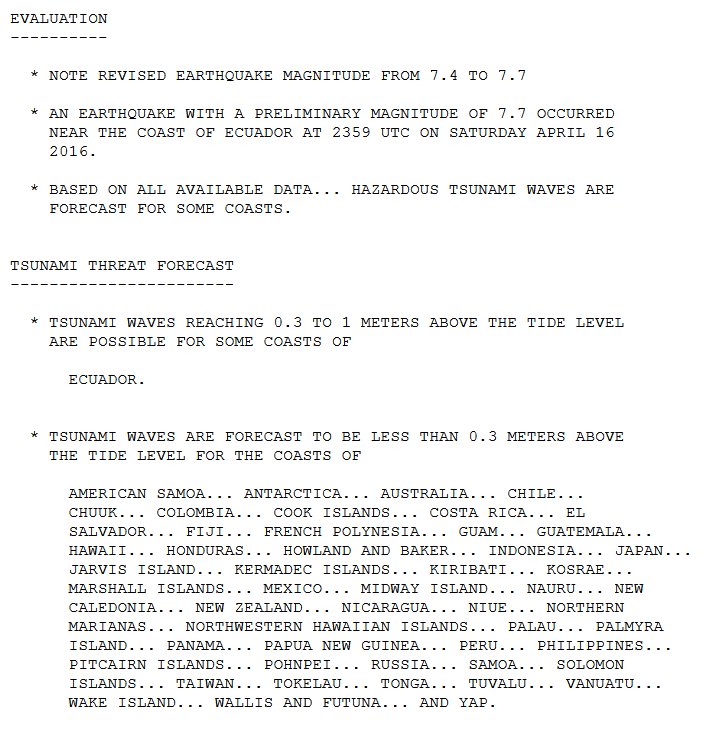 EVALUATION
----------
* NOTE REVISED EARTHQUAKE MAGNITUDE FROM 7.4 TO 7.7
* AN EARTHQUAKE WITH A PRELIMINARY MAGNITUDE OF 7.7 OCCURRED
NEAR THE COAST OF ECUADOR AT 2359 UTC ON SATURDAY APRIL 16
2016.
* BASED ON ALL AVAILABLE DATA... HAZARDOUS TSUNAMI WAVES ARE
FORECAST FOR SOME COASTS.
TSUNAMI THREAT FORECAST
-----------------------
* TSUNAMI WAVES REACHING 0.3 TO 1 METERS ABOVE THE TIDE LEVEL
ARE POSSIBLE FOR SOME COASTS OF
ECUADOR.
* TSUNAMI WAVES ARE FORECAST TO BE LESS THAN 0.3 METERS ABOVE
THE TIDE LEVEL FOR THE COASTS OF
AMERICAN SAMOA... ANTARCTICA... AUSTRALIA... CHILE...
CHUUK... COLOMBIA... COOK ISLANDS... COSTA RICA... EL
SALVADOR... FIJI... FRENCH POLYNESIA... GUAM... GUATEMALA...
HAWAII... HONDURAS... HOWLAND AND BAKER... INDONESIA... JAPAN...
JARVIS ISLAND... KERMADEC ISLANDS... KIRIBATI... KOSRAE...
MARSHALL ISLANDS... MEXICO... MIDWAY ISLAND... NAURU... NEW
CALEDONIA... NEW ZEALAND... NICARAGUA... NIUE... NORTHERN
MARIANAS... NORTHWESTERN HAWAIIAN ISLANDS... PALAU... PALMYRA
ISLAND... PANAMA... PAPUA NEW GUINEA... PERU... PHILIPPINES...
PITCAIRN ISLANDS... POHNPEI... RUSSIA... SAMOA... SOLOMON
ISLANDS... TAIWAN... TOKELAU... TONGA... TUVALU... VANUATU...
WAKE ISLAND... WALLIS AND FUTUNA... AND YAP.